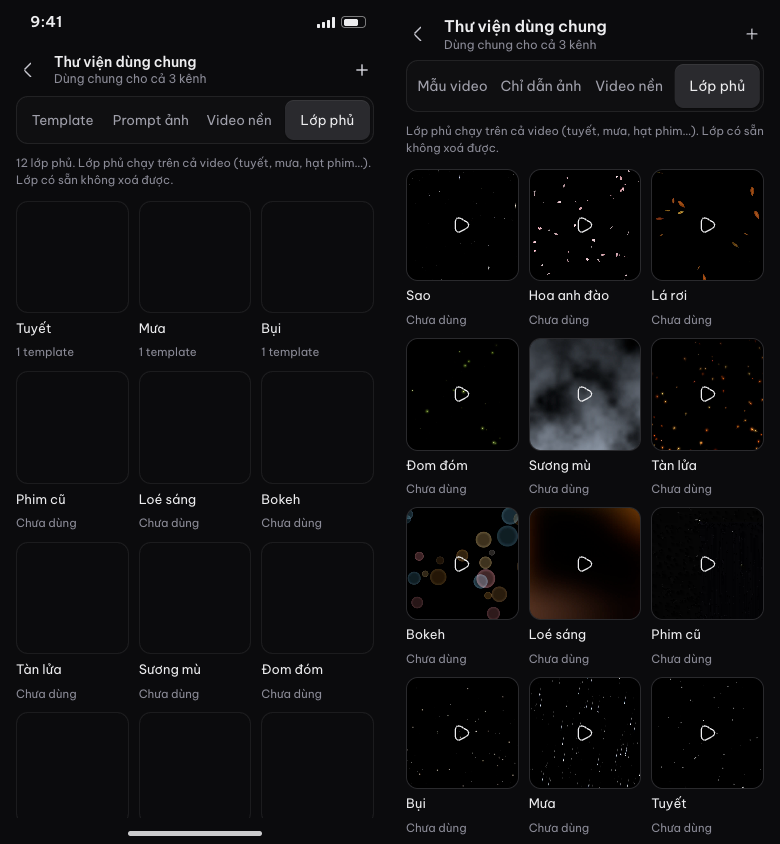 9:41
Thư viện dùng chung
Dùng chung cho cả 3 kênh
Template Prompt ảnh Video nền Lớp phủ
12 lớp phủ. Lớp phủ chạy trên cả video (tuyết, mưa, hạt phim...).
Lớp có sẵn không xoá được.
Tuyết Mưa Bụi
1 template 1 template 1 template
Phim cũ Loé sáng Bokeh
Chưa dùng Chưa dùng Chưa dùng
Tàn lửa Sương mù Đom đóm
Chưa dùng Chưa dùng Chưa dùng
Thư viện dùng chung
Dùng chung cho cả 3 kênh
Mẫu video Chỉ dẫn ảnh Video nền Lớp phủ
Lớp phủ chạy trên cả video (tuyết, mưa, hạt phim...). Lớp có sẵn
không xoá được.
Sao Hoa anh đào Lá rơi
Chưa dùng Chưa dùng Chưa dùng
Đom đóm Sương mù Tàn lửa
Chưa dùng Chưa dùng Chưa dùng
Bokeh Loé sáng Phim cũ
Chưa dùng Chưa dùng Chưa dùng
Bụi Mưa Tuyết
Chưa dùng Chưa dùng Chưa dùng